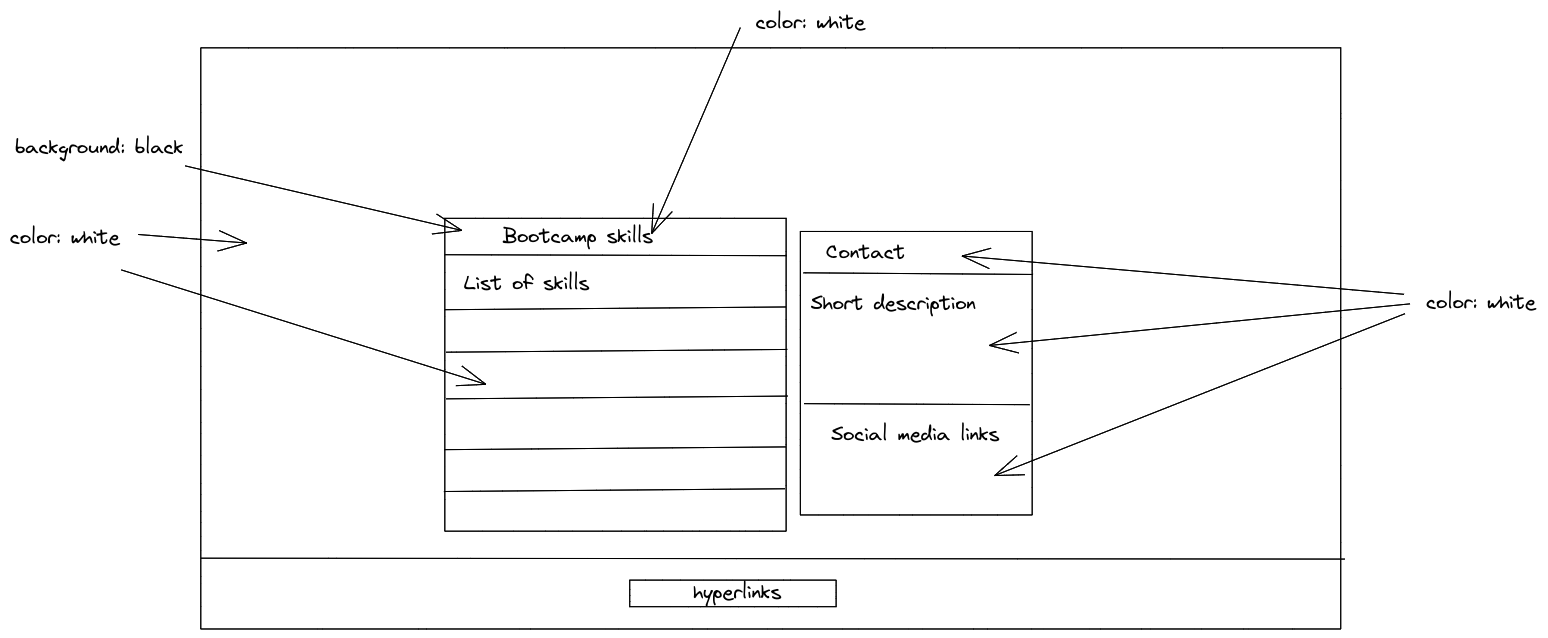 color: white
background: black
color: white
Bootcamp skills
List of skills
Contact
Short description
Social media links
color: white
hyperlinks